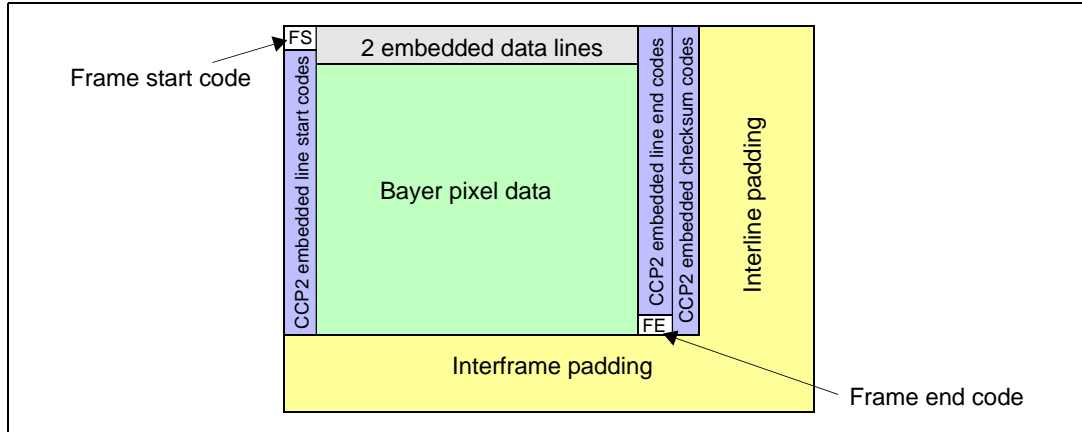 FS
2 embedded data lines
Frame start code
CCP2 embedded line start codes
Bayer pixel data
CCP2 embedded line end codes
CCP2 embedded checksum codes
Interline padding
FE
Interframe padding
Frame end code